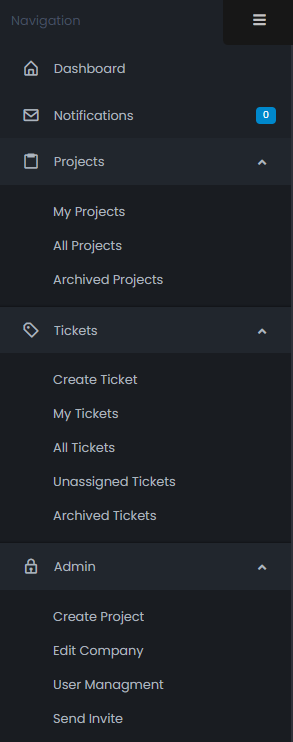 Navigation
Dashboard
Notifications 0
Projects
My Projects
All Projects
Archived Projects
Tickets
Create Ticket
My Tickets
All Tickets
Unassigned Tickets
Archived Tickets
Admin
Create Project
Edit Company
User Managment
Send Invite